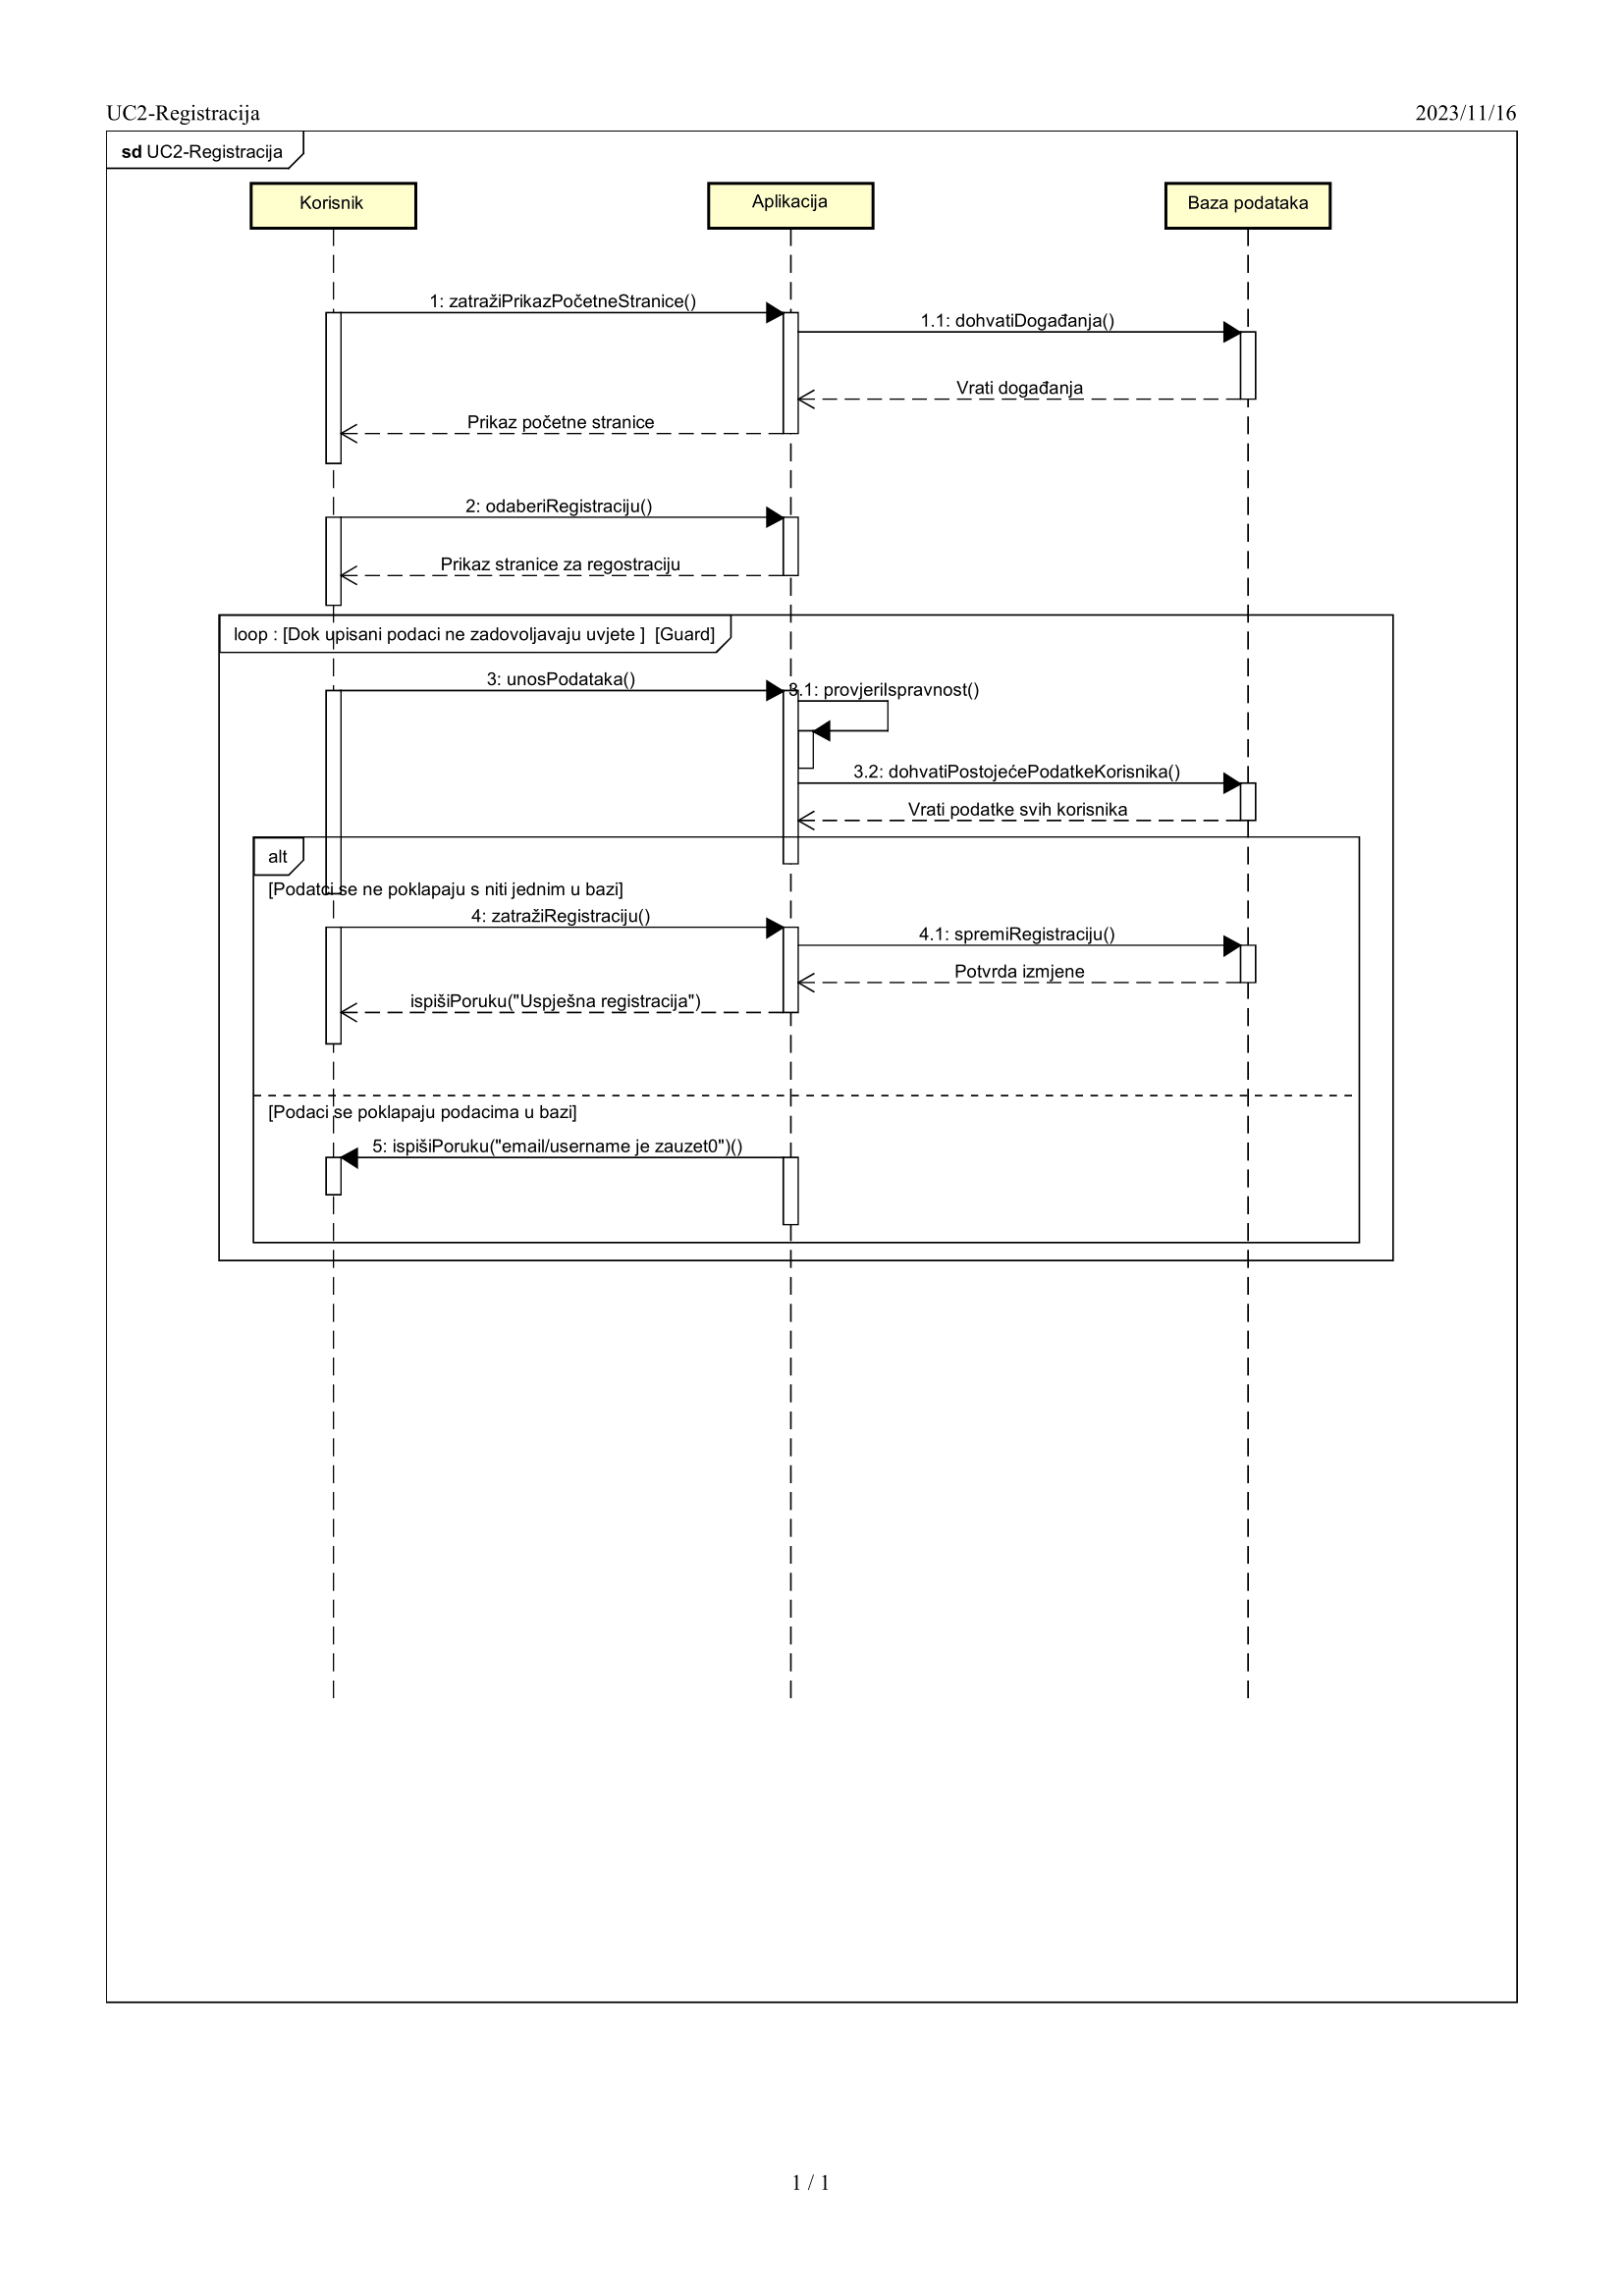 UC2-Registracija 2023/11/16
sd UC2-Registracija
Korisnik Aplikacija Baza podataka
1: zatražiPrikazPočetneStranice()
1.1: dohvatiDogađanja()
Vrati događanja
Prikaz početne stranice
2: odaberiRegistraciju()
Prikaz stranice za regostraciju
loop : [Dok upisani podaci ne zadovoljavaju uvjete ] [Guard]
3: unosPodataka()
3.1: provjeriIspravnost()
3.2: dohvatiPostojećePodatkeKorisnika()
Vrati podatke svih korisnika
alt
[Podatci se ne poklapaju s niti jednim u bazi]
4: zatražiRegistraciju()
4.1: spremiRegistraciju()
Potvrda izmjene
ispišiPoruku("Uspješna registracija")
[Podaci se poklapaju podacima u bazi]
5: ispišiPoruku("email/username je zauzet0")()
1 / 1